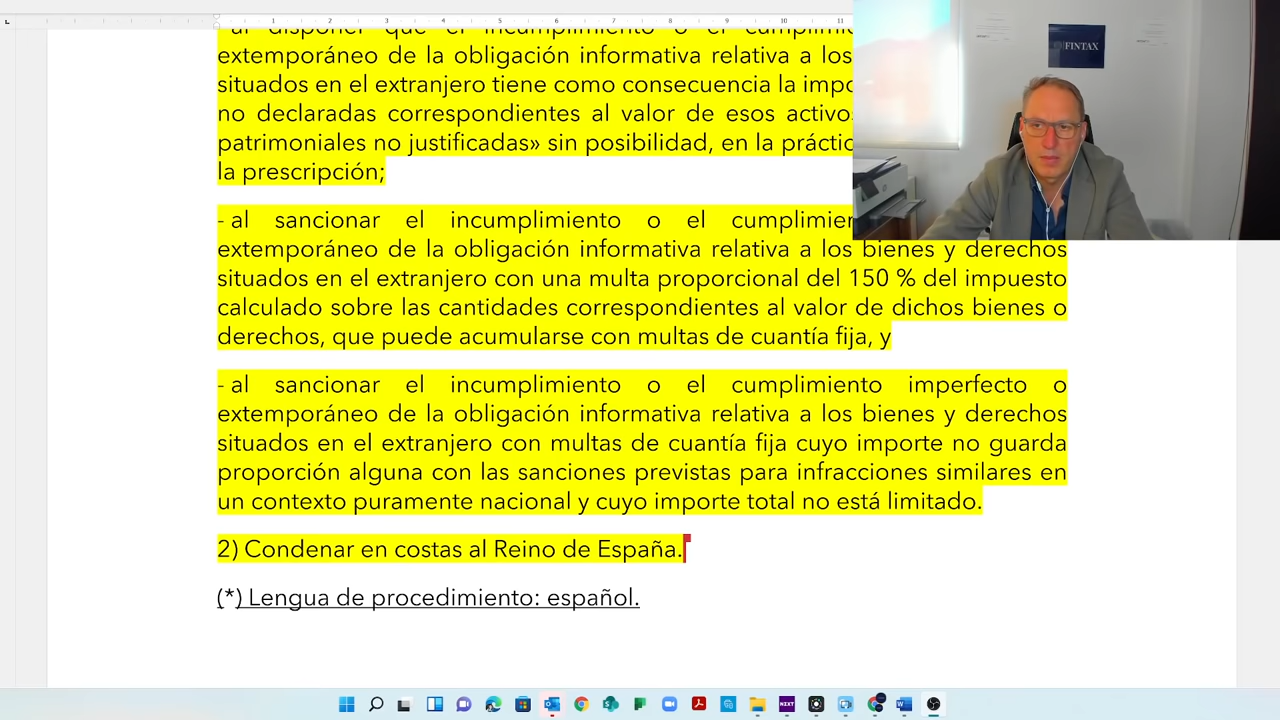 - al disponer que el incumplimiento o el
extemporáneo de la obligación informativa relativa a los
situados en el extranjero tiene como consecuencia la
no declaradas correspondientes al valor de esos
patrimoniales no justificadas» sin posibilidad, en la
la prescripción;
- al sancionar el incumplimiento o el
extemporáneo de la obligación informativa relativa a los bienes y derechos
situados en el extranjero con una multa proporcional del 150 % del impuesto
calculado sobre las cantidades correspondientes al valor de dichos bienes o
derechos, que puede acumularse con multas de cuantía fija, y
- al sancionar el incumplimiento o el cumplimiento imperfecto o
extemporáneo de la obligación informativa relativa a los bienes y derechos
situados en el extranjero con multas de cuantía fija cuyo importe no guarda
proporción alguna con las sanciones previstas para infracciones similares en
un contexto puramente nacional y cuyo importe total no está limitado.
2) Condenar en costas al Reino de España.
(*) Lengua de procedimiento: español.
FINTAX